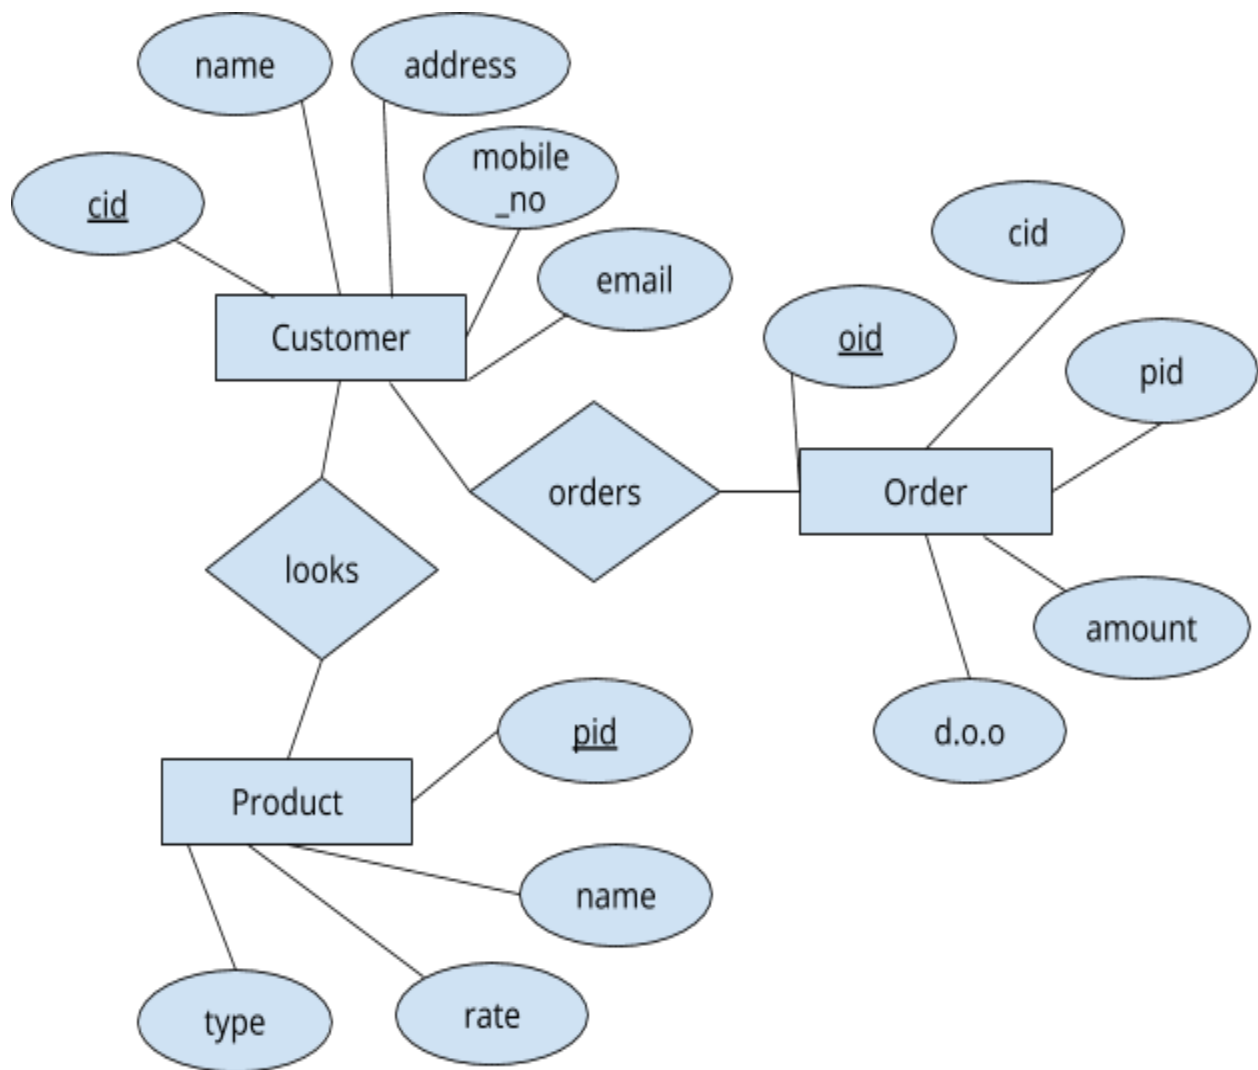 name
address
mobile
_no
cid
cid
email
oid
Customer
pid
orders
Order
looks
amount
pid
d.o.o
Product
name
type
rate